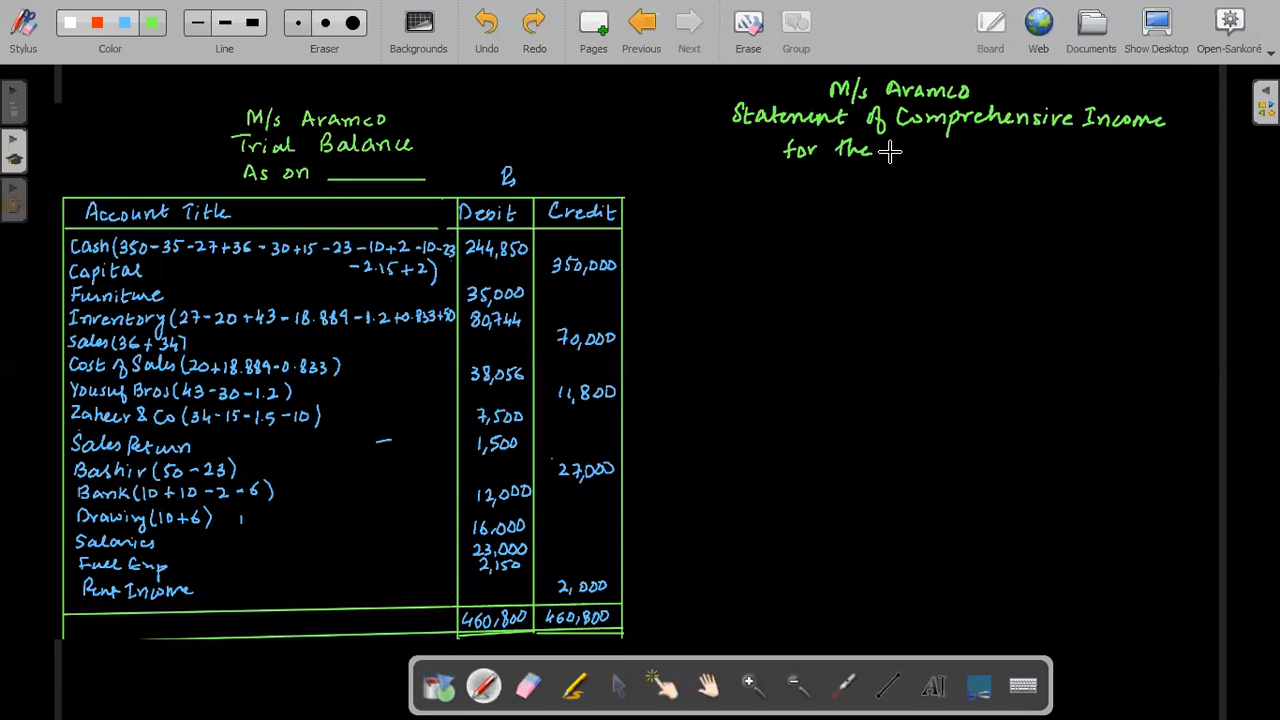 Stylus
Color
Line
Eraser
Backgrounds
Undo
Redo
Pages
Previous
Next
Erase
Group
Board
Web
Documents
Show Desktop
Open-Sankoré
M/s Aramco
Trial Balance
As on
Rs
Account Title Debit Credit
Cash(350-35-27+36-30+15-23-10+2-10-23 244,850
-2.15+2)
Capital 350,000
Furniture 35,000
Inventory(27-20+43-18.889-1.2+0.833+50 80,744
Sales(36+34) 70,000
Cost of Sales(20+18.889-0.833) 38,056
Yousuf Bros(43-30-1.2) 11,800
Zaheer & Co(34-15-1.5-10) 7,500
Sales Return 1,500
Bashir(50-23) 27,000
Bank(10+10-2-6) 12,000
Drawing(10+6) 16,000
Salaries 23,000
Fuel Exp 2,150
Rent Income 2,000
460,800 460,800
M/s Aramco
Statement of Comprehensive Income
for the